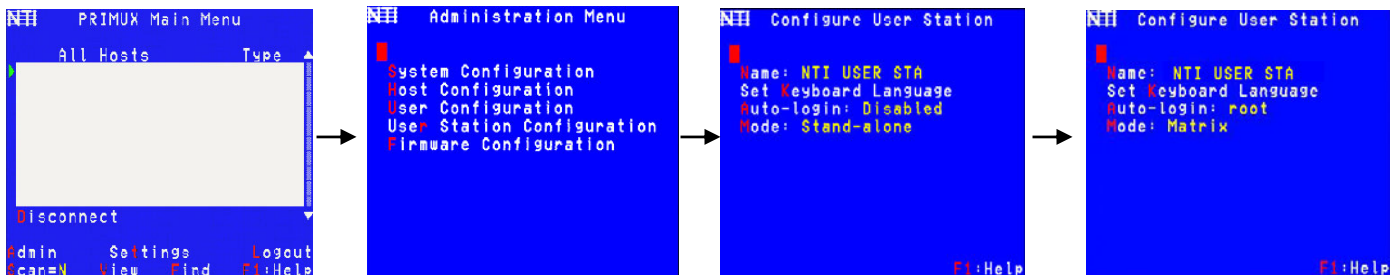 NTI PRIMUX Main Menu
All Hosts Type
Disconnect
Admin Settings Logout
Scan=N View Find F1:Help
NTI Administration Menu
System Configuration
Host Configuration
User Configuration
User Station Configuration
Firmware Configuration
NTI Configure User Station
Name: NTI USER STA
Set Keyboard Language
Auto-login: Disabled
Mode: Stand-alone
F1:Help
NTI Configure User Station
Name: NTI USER STA
Set Keyboard Language
Auto-login: root
Mode: Matrix
F1:Help